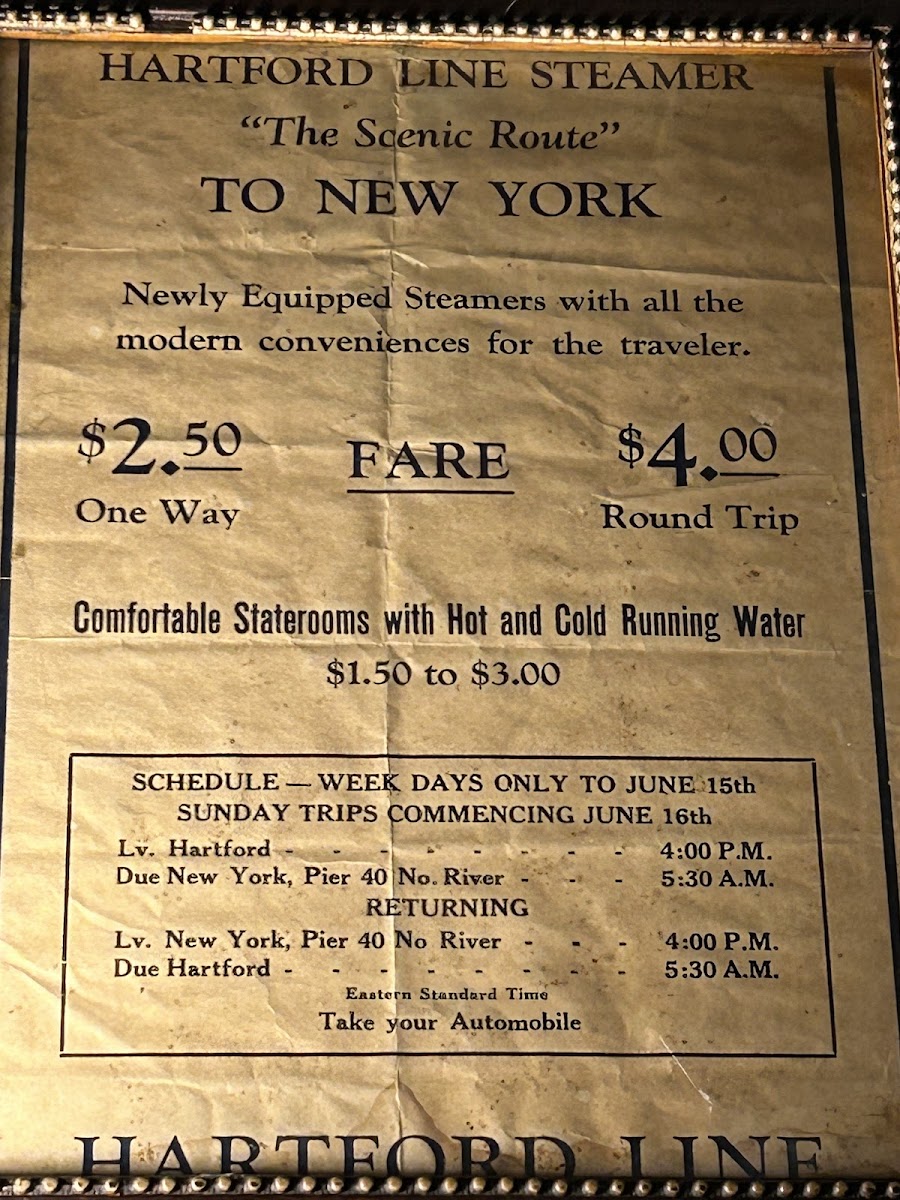 HARTFORD LINE STEAMER
“The Scenic Route”
TO NEW YORK
Newly Equipped Steamers with all the
modern conveniences for the traveler.
$2.50 FARE $4.00
One Way Round Trip
Comfortable Staterooms with Hot and Cold Running Water
$1.50 to $3.00
SCHEDULE — WEEK DAYS ONLY TO JUNE 15th
SUNDAY TRIPS COMMENCING JUNE 16th
Lv. Hartford - - - - - - - - 4:00 P.M.
Due New York, Pier 40 No. River - - - 5:30 A.M.
RETURNING
Lv. New York, Pier 40 No River - - - 4:00 P.M.
Due Hartford - - - - - - - - 5:30 A.M.
Eastern Standard Time
Take your Automobile
HARTFORD LINE